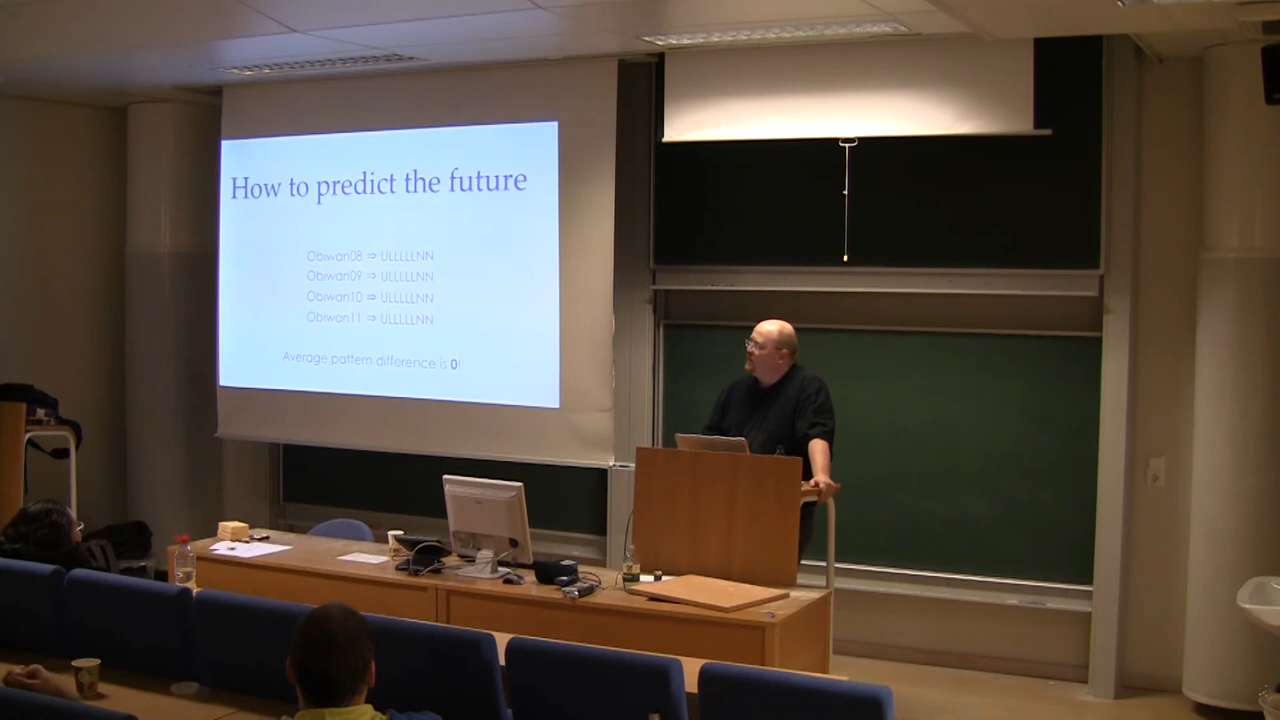 How to predict the future
Obiwan08 ⇒ ULLLLLNN
Obiwan09 ⇒ ULLLLLNN
Obiwan10 ⇒ ULLLLLNN
Obiwan11 ⇒ ULLLLLNN
Average pattern difference is 0!